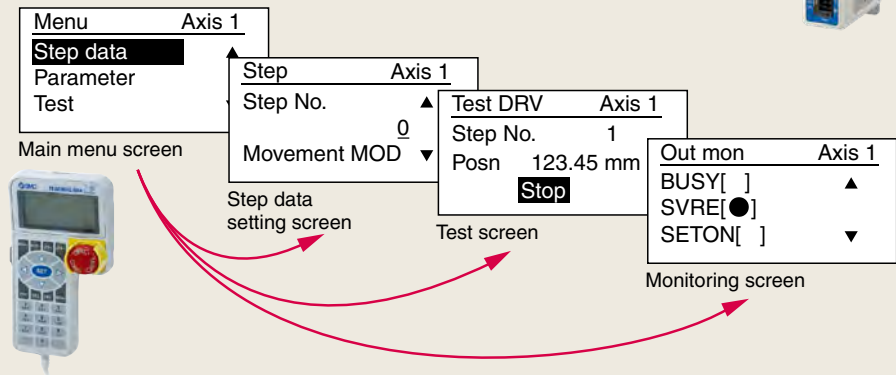 Menu Axis 1
Step data ▲
Parameter
Test
Main menu screen
Step Axis 1
Step No. ▲
0
Movement MOD ▼
Step data
setting screen
Test DRV Axis 1
Step No. 1
Posn 123.45 mm
Stop
Test screen
Out mon Axis 1
BUSY[ ] ▲
SVRE[●]
SETON[ ] ▼
Monitoring screen
SET